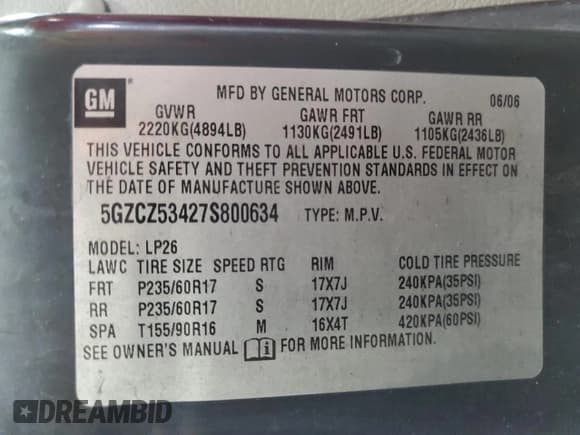 GM
MFD BY GENERAL MOTORS CORP. 06/06
GVWR GAWR FRT GAWR RR
2220KG(4894LB) 1130KG(2491LB) 1105KG(2436LB)
THIS VEHICLE CONFORMS TO ALL APPLICABLE U.S. FEDERAL MOTOR
VEHICLE SAFETY AND THEFT PREVENTION STANDARDS IN EFFECT ON
THE DATE OF MANUFACTURE SHOWN ABOVE.
5GZCZ53427S800634 TYPE: M.P.V.
MODEL: LP26
LAWC TIRE SIZE SPEED RTG RIM COLD TIRE PRESSURE
FRT P235/60R17 S 17X7J 240KPA(35PSI)
RR P235/60R17 S 17X7J 240KPA(35PSI)
SPA T155/90R16 M 16X4T 420KPA(60PSI)
SEE OWNER'S MANUAL i FOR MORE INFORMATION.
DREAMBID